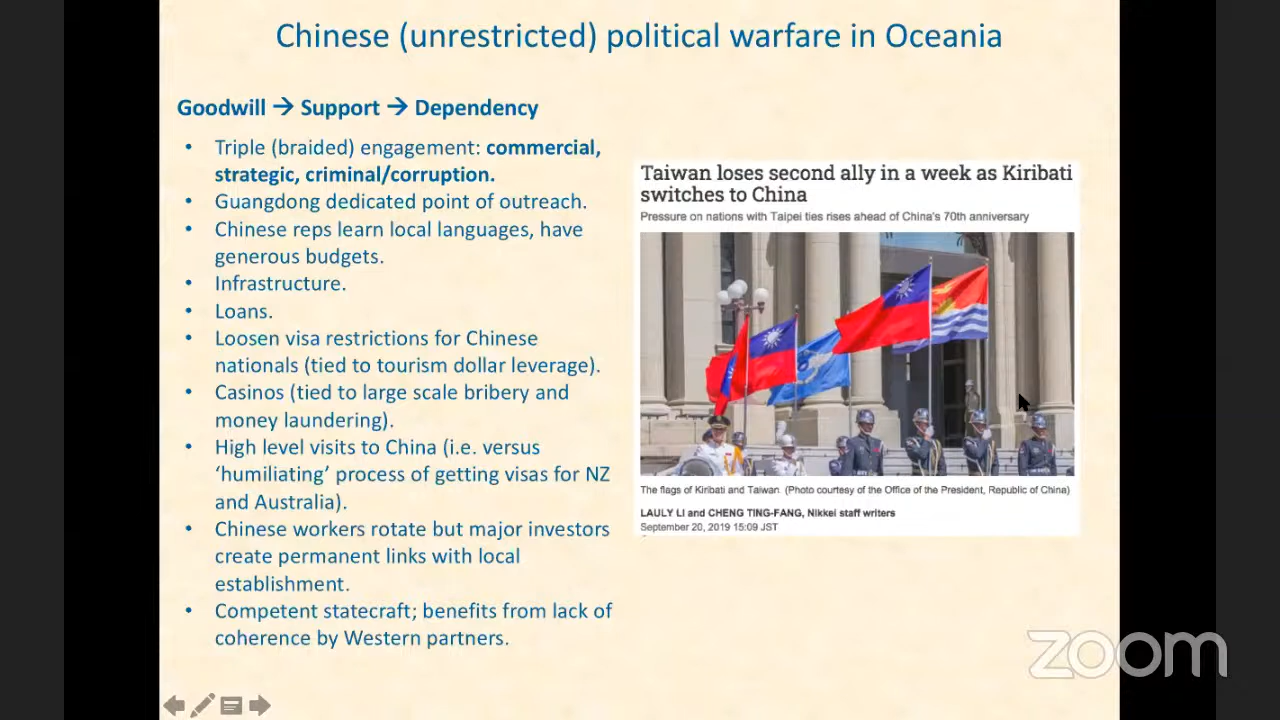 Chinese (unrestricted) political warfare in Oceania
Goodwill → Support → Dependency
• Triple (braided) engagement: commercial,
strategic, criminal/corruption.
• Guangdong dedicated point of outreach.
• Chinese reps learn local languages, have
generous budgets.
• Infrastructure.
• Loans.
• Loosen visa restrictions for Chinese
nationals (tied to tourism dollar leverage).
• Casinos (tied to large scale bribery and
money laundering).
• High level visits to China (i.e. versus
‘humiliating’ process of getting visas for NZ
and Australia).
• Chinese workers rotate but major investors
create permanent links with local
establishment.
• Competent statecraft; benefits from lack of
coherence by Western partners.
Taiwan loses second ally in a week as Kiribati
switches to China
Pressure on nations with Taipei ties rises ahead of China's 70th anniversary
The flags of Kiribati and Taiwan. (Photo courtesy of the Office of the President, Republic of China)
LAULY LI and CHENG TING-FANG, Nikkei staff writers
September 20, 2019 15:09 JST
zoom